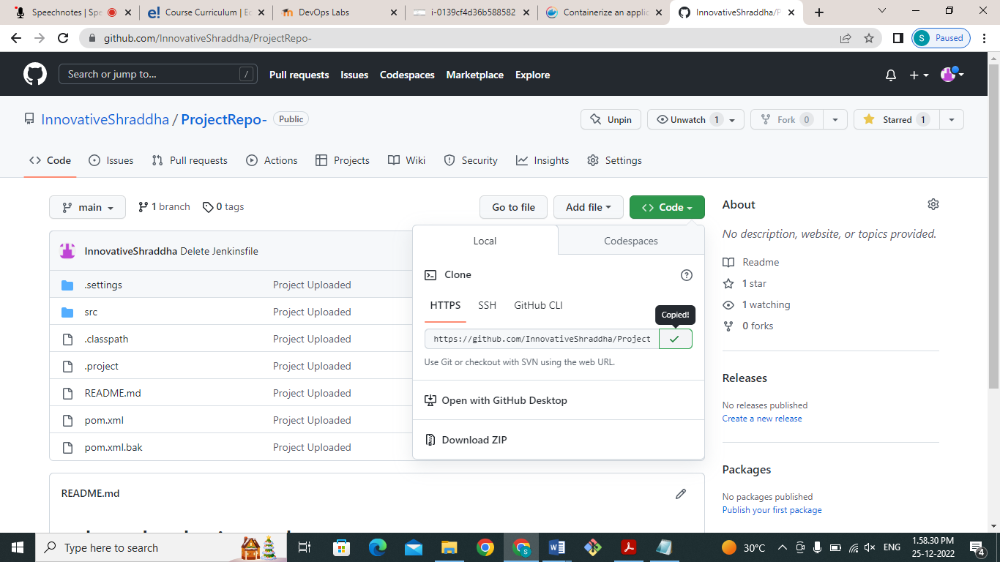 Speechnotes | Spe
Course Curriculum | Ec
DevOps Labs
i-0139cf4d36b588582
Containerize an applic
InnovativeShraddha/P
github.com/InnovativeShraddha/ProjectRepo-
S Paused
Search or jump to... /
Pull requests Issues Codespaces Marketplace Explore
InnovativeShraddha / ProjectRepo- Public
Unpin Unwatch 1 Fork 0 Starred 1
Code Issues Pull requests Actions Projects Wiki Security Insights Settings
main 1 branch 0 tags Go to file Add file Code
InnovativeShraddha Delete Jenkinsfile
.settings Project Uploaded
src Project Uploaded
.classpath Project Uploaded
.project Project Uploaded
README.md Project Uploaded
pom.xml Project Uploaded
pom.xml.bak Project Uploaded
Local Codespaces
Clone
HTTPS SSH GitHub CLI
Copied!
https://github.com/InnovativeShraddha/Project
Use Git or checkout with SVN using the web URL.
Open with GitHub Desktop
Download ZIP
README.md
About
No description, website, or topics provided.
Readme
1 star
1 watching
0 forks
Releases
No releases published
Create a new release
Packages
No packages published
Publish your first package
Type here to search
30°C ENG
1.58.30 PM
25-12-2022
4